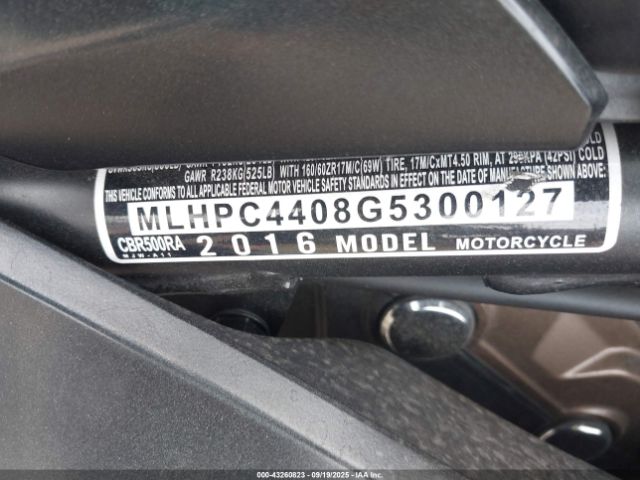 GAWR R238KG(525LB) WITH 160/60ZR17M/C(69W) TIRE, 17M/CxMT4.50 RIM, AT 290KPA (42PSI) COLD
THIS VEHICLE CONFORMS TO ALL APPLICABLE FEDERAL MOTOR VEHICLE SAFETY STANDARDS IN EFFECT ON THE DATE OF MANUFACTURE SHOWN ABOVE.
MLHPC4408G5300127
CBR500RA 2016 MODEL MOTORCYCLE
MJW-A11
000-43260823 - 09/19/2025 - IAA Inc.